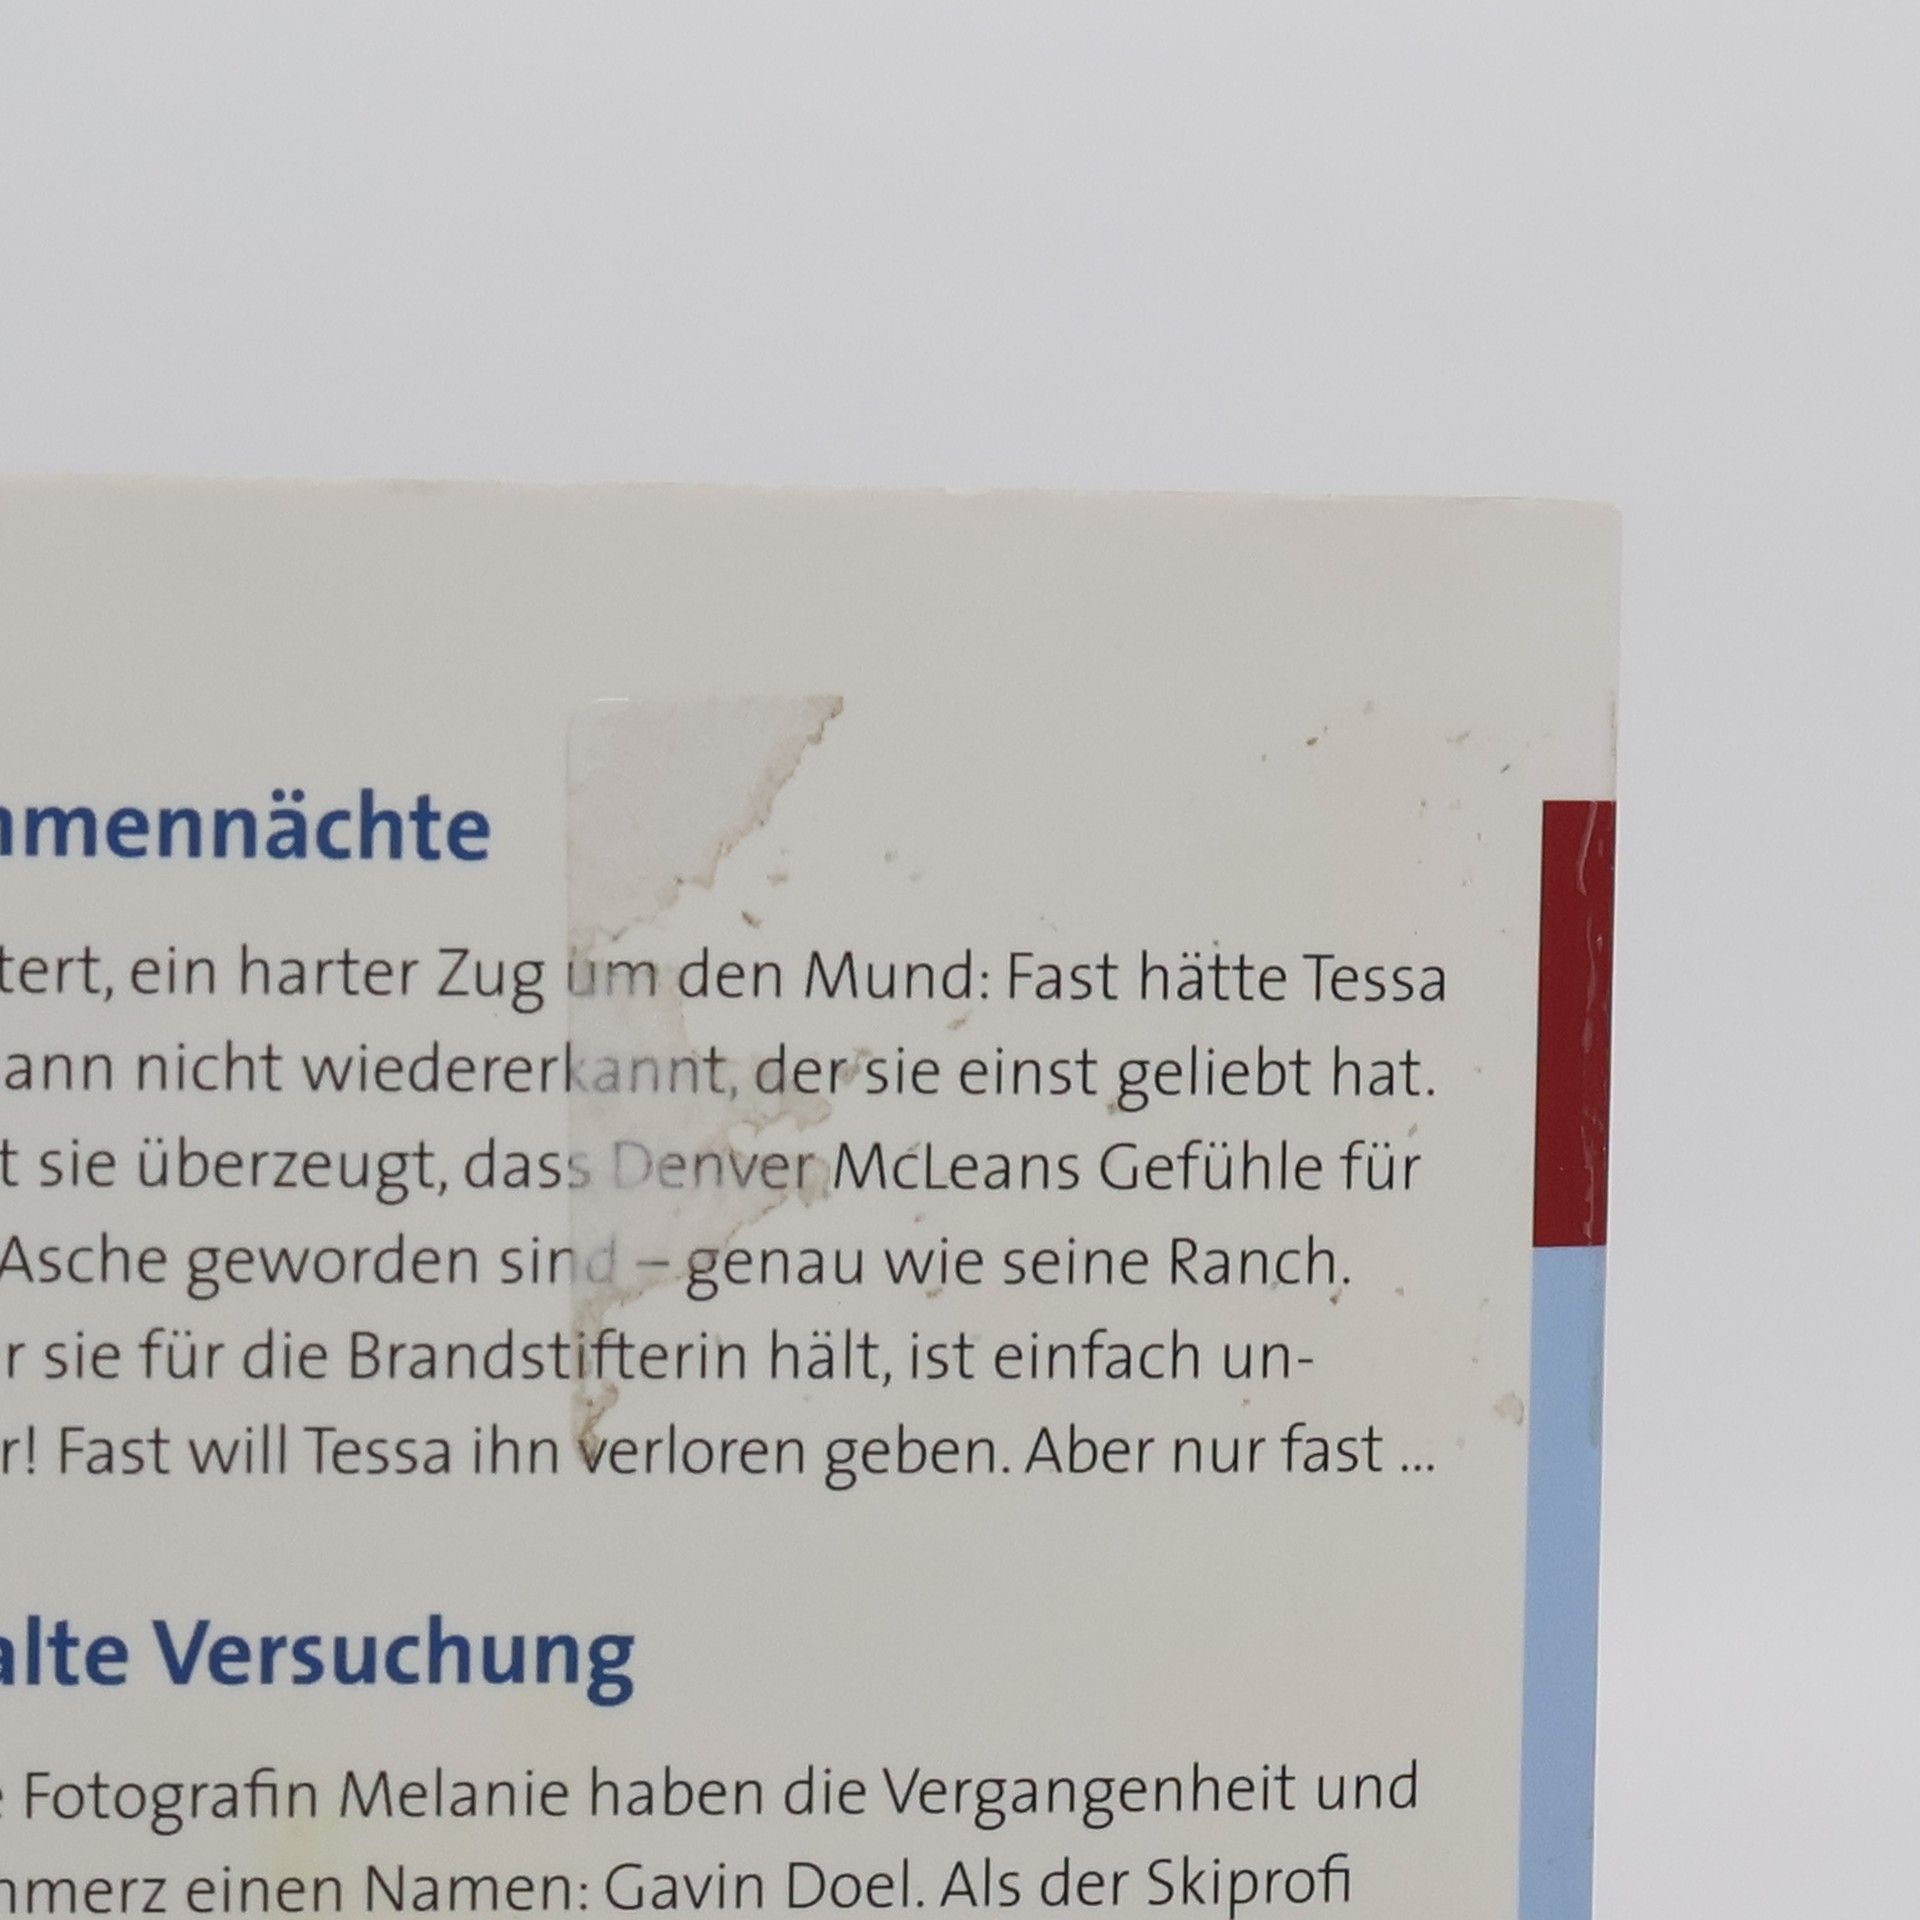 mmennächte
tert, ein harter Zug um den Mund: Fast hätte Tessa
ann nicht wiedererkannt, der sie einst geliebt hat.
t sie überzeugt, dass Denver McLeans Gefühle für
Asche geworden sind – genau wie seine Ranch.
r sie für die Brandstifterin hält, ist einfach un-
r! Fast will Tessa ihn verloren geben. Aber nur fast ...
alte Versuchung
e Fotografin Melanie haben die Vergangenheit und
hmerz einen Namen: Gavin Doel. Als der Skiprofi